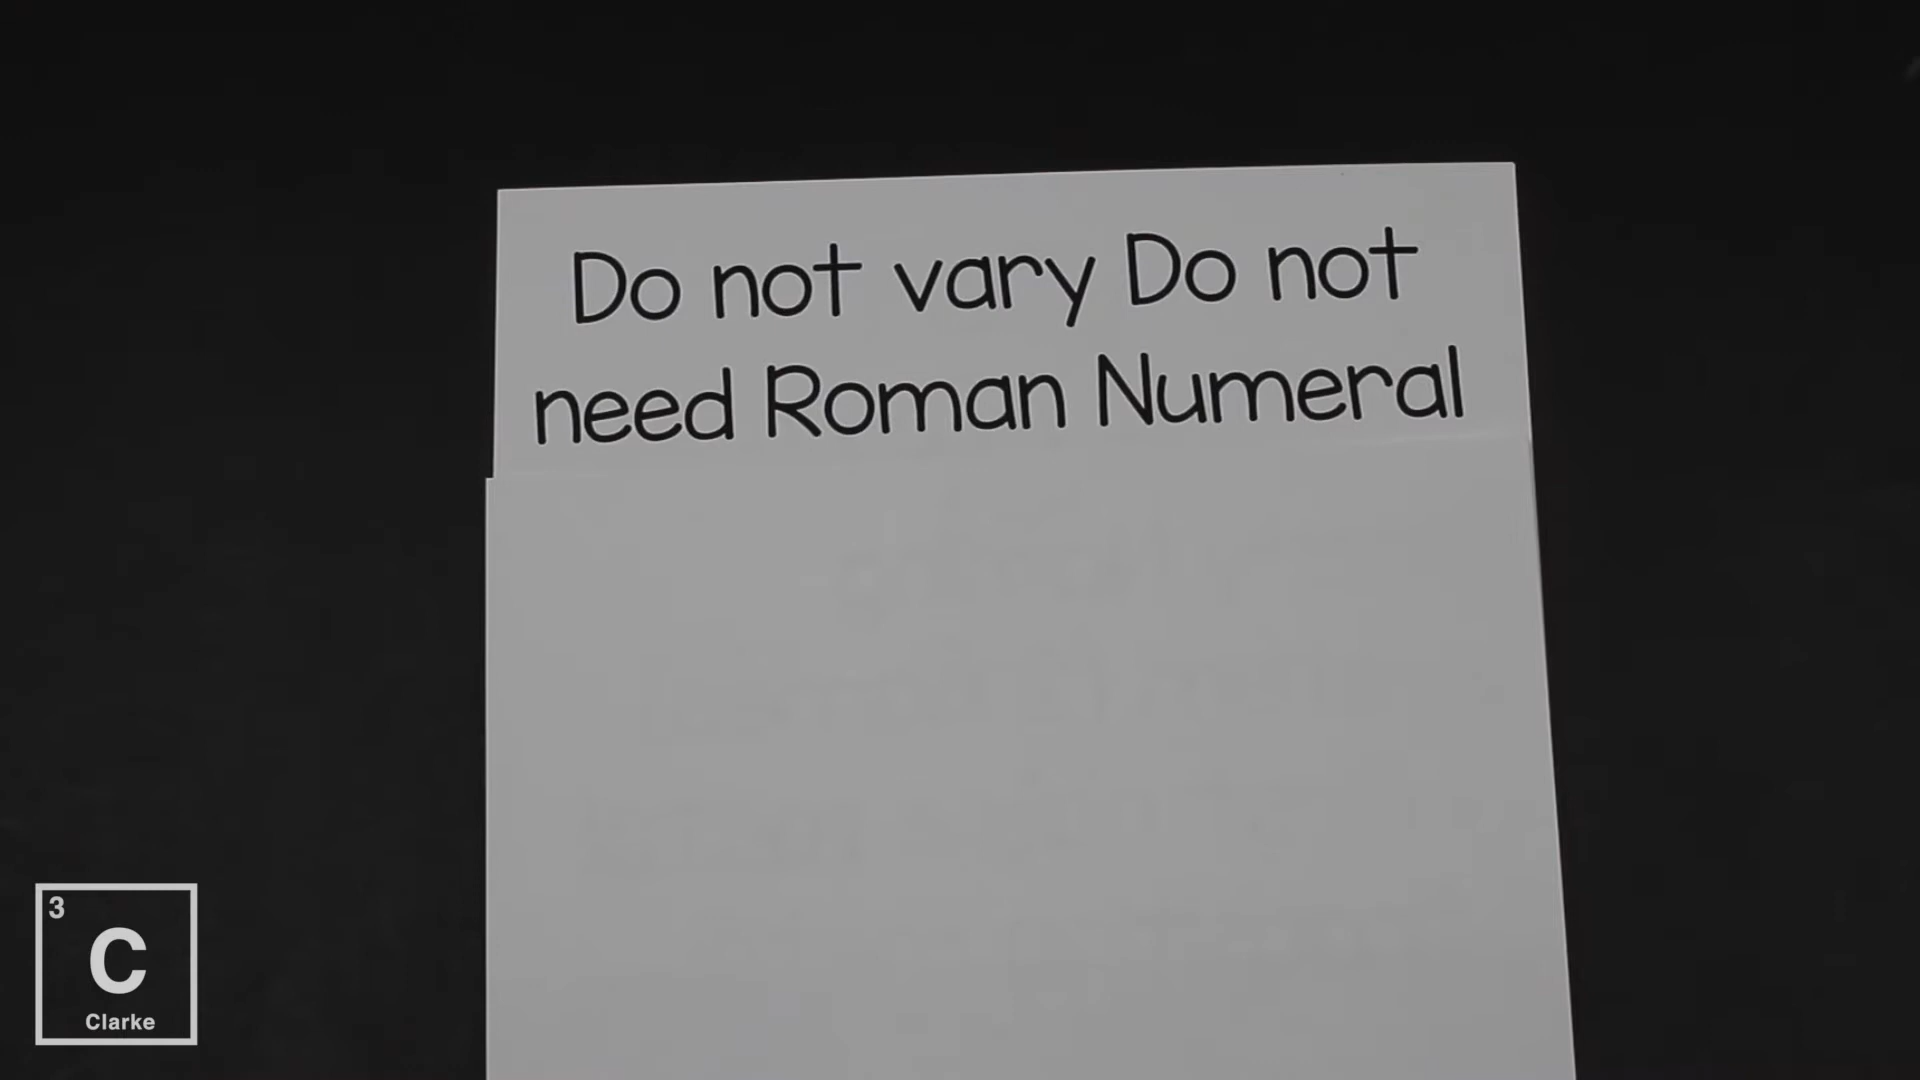 Do not vary Do not
need Roman Numeral
3
C
Clarke